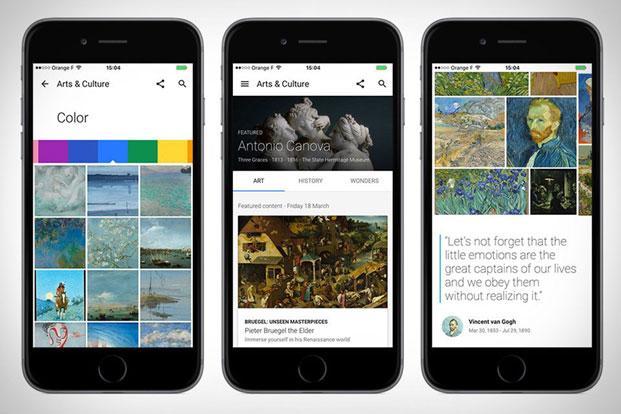 Orange F 15:04
Arts & Culture
Color
Orange F 15:04
Arts & Culture
FEATURED
Antonio Canova
Three Graces - 1813 - 1816 - The State Hermitage Museum
ART HISTORY WONDERS
Featured content - Friday 18 March
BRUEGEL: UNSEEN MASTERPIECES
Pieter Bruegel the Elder
Immerse yourself in his Renaissance world
Orange F 15:04
"Let's not forget that the
little emotions are the
great captains of our lives
and we obey them
without realizing it."
Vincent van Gogh
Mar 30, 1853 - Jul 29, 1890